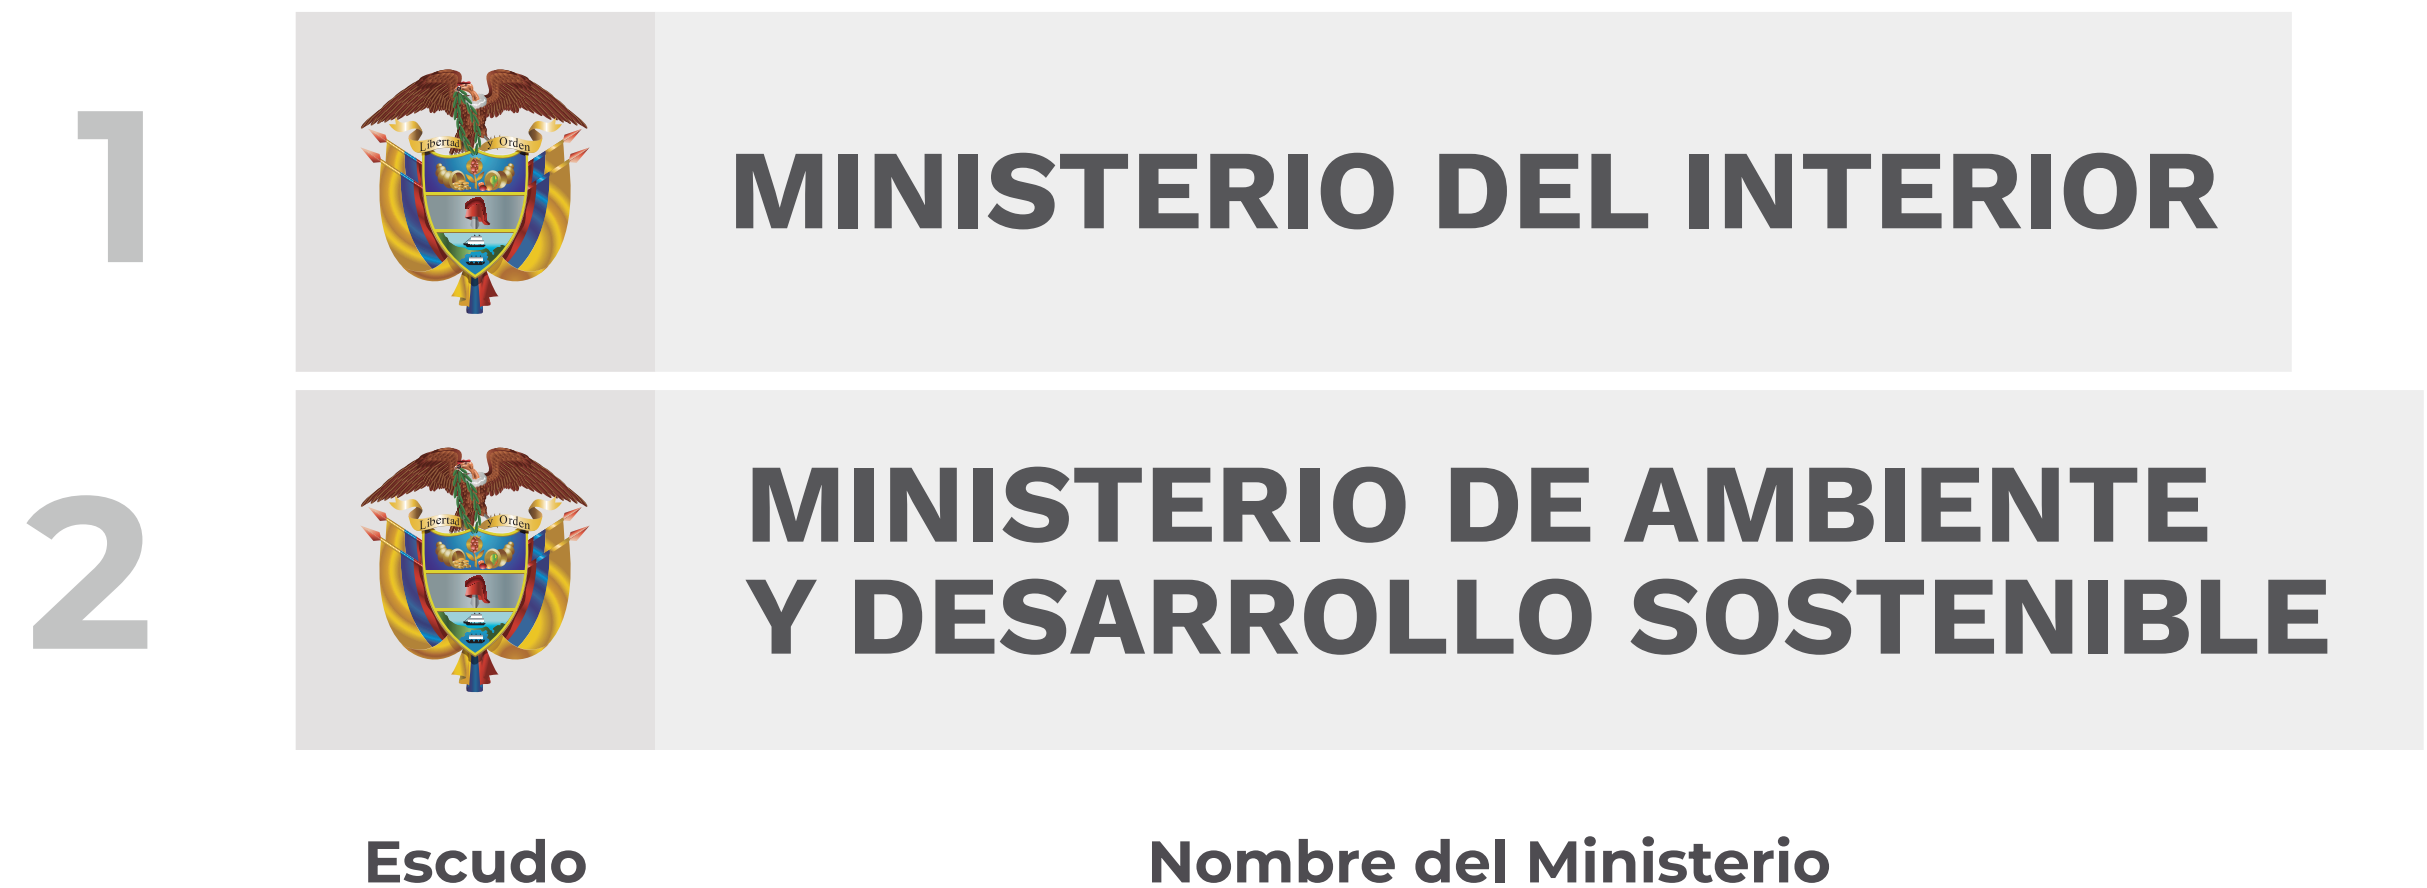 1
Libertad y Orden
MINISTERIO DEL INTERIOR
2
Libertad y Orden
MINISTERIO DE AMBIENTE
Y DESARROLLO SOSTENIBLE
Escudo
Nombre del Ministerio